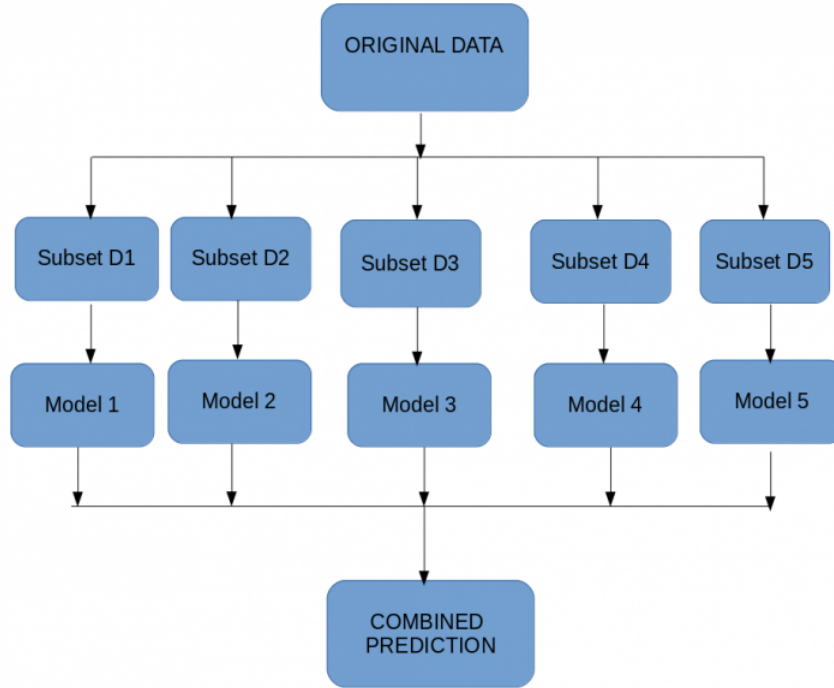 ORIGINAL DATA
Subset D1
Subset D2
Subset D3
Subset D4
Subset D5
Model 1
Model 2
Model 3
Model 4
Model 5
COMBINED
PREDICTION